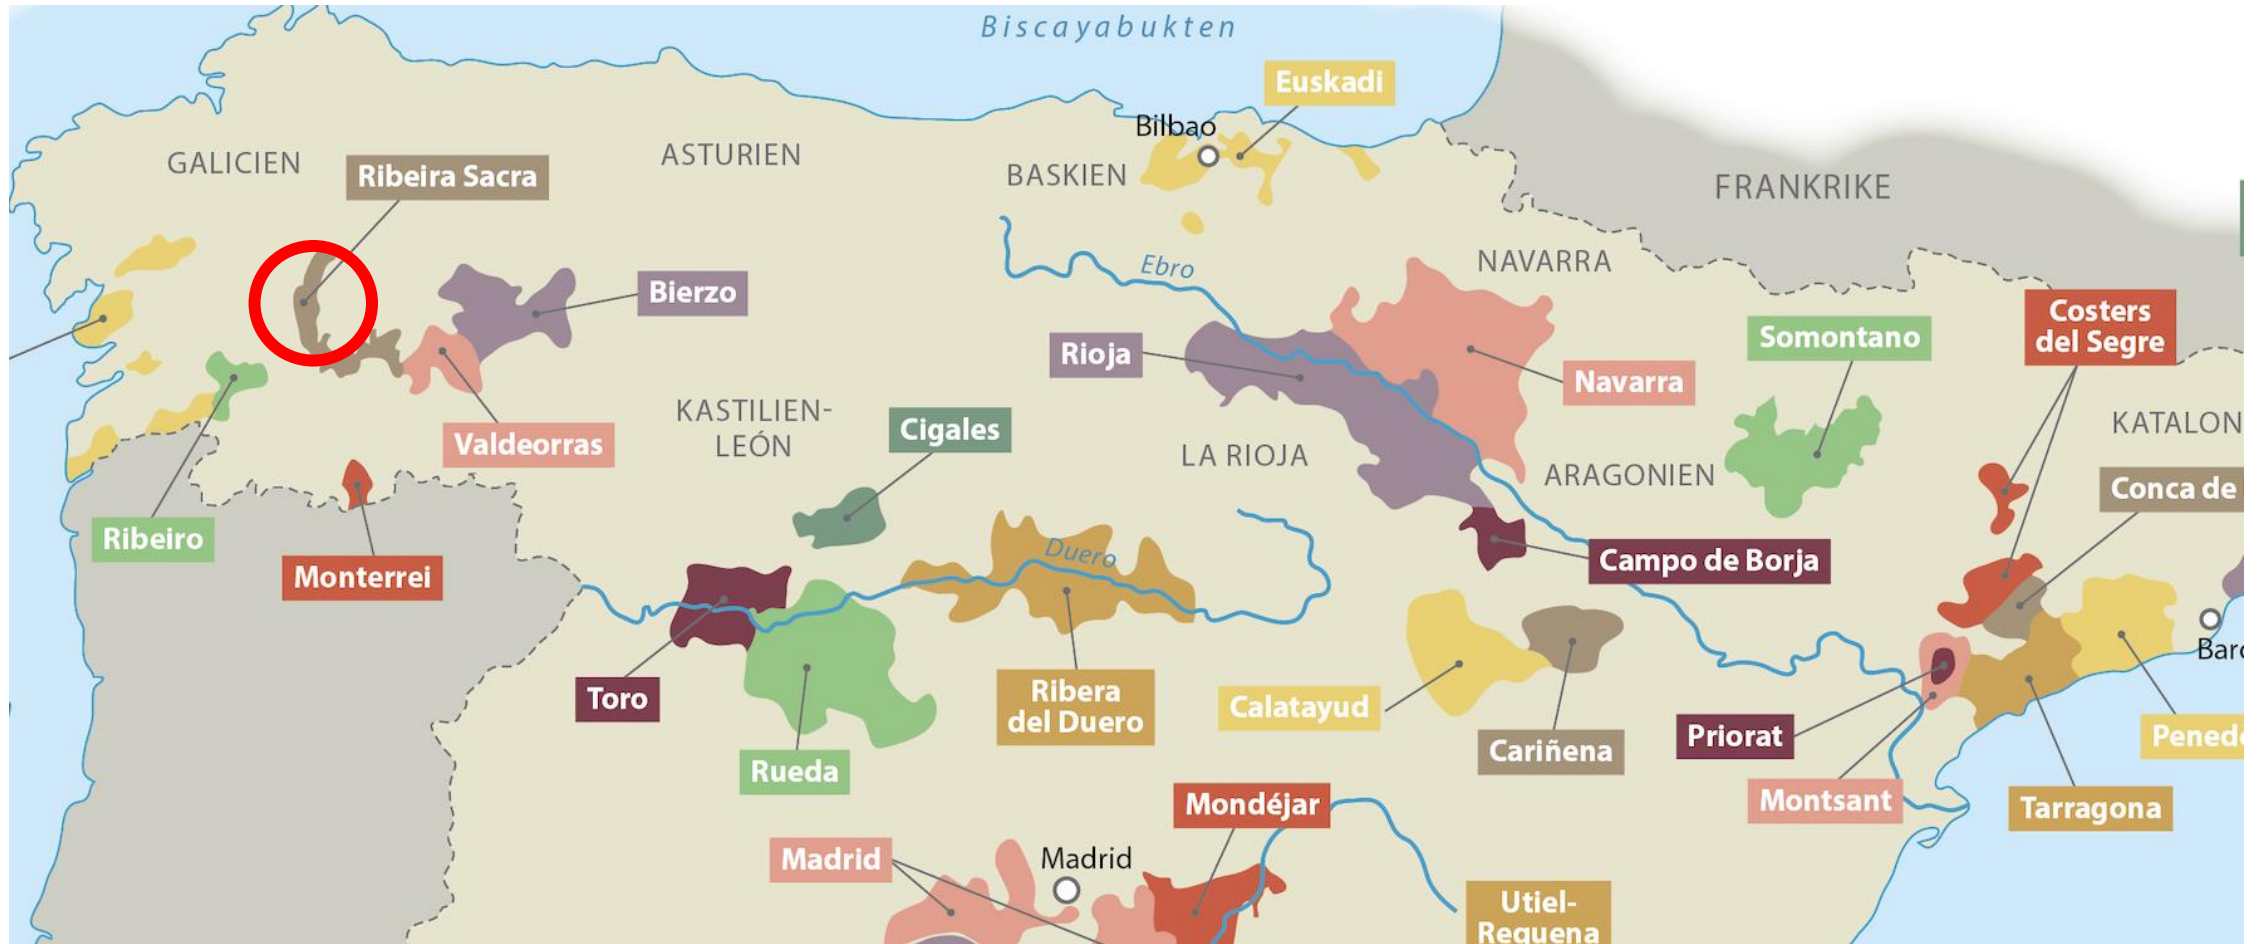 Biscayabukten
Euskadi
Bilbao
GALICIEN
ASTURIEN
Ribeira Sacra
BASKIEN
FRANKRIKE
NAVARRA
Ebro
Bierzo
Costers
del Segre
Somontano
Rioja
Navarra
KASTILIEN-
LEÓN
Cigales
KATALON
Valdeorras
LA RIOJA
ARAGONIEN
Conca de
Ribeiro
Monterrei
Duero
Campo de Borja
Toro
Ribera
del Duero
Calatayud
Cariñena
Priorat
Rueda
Mondéjar
Montsant
Tarragona
Madrid
Madrid
Utiel-
Requena